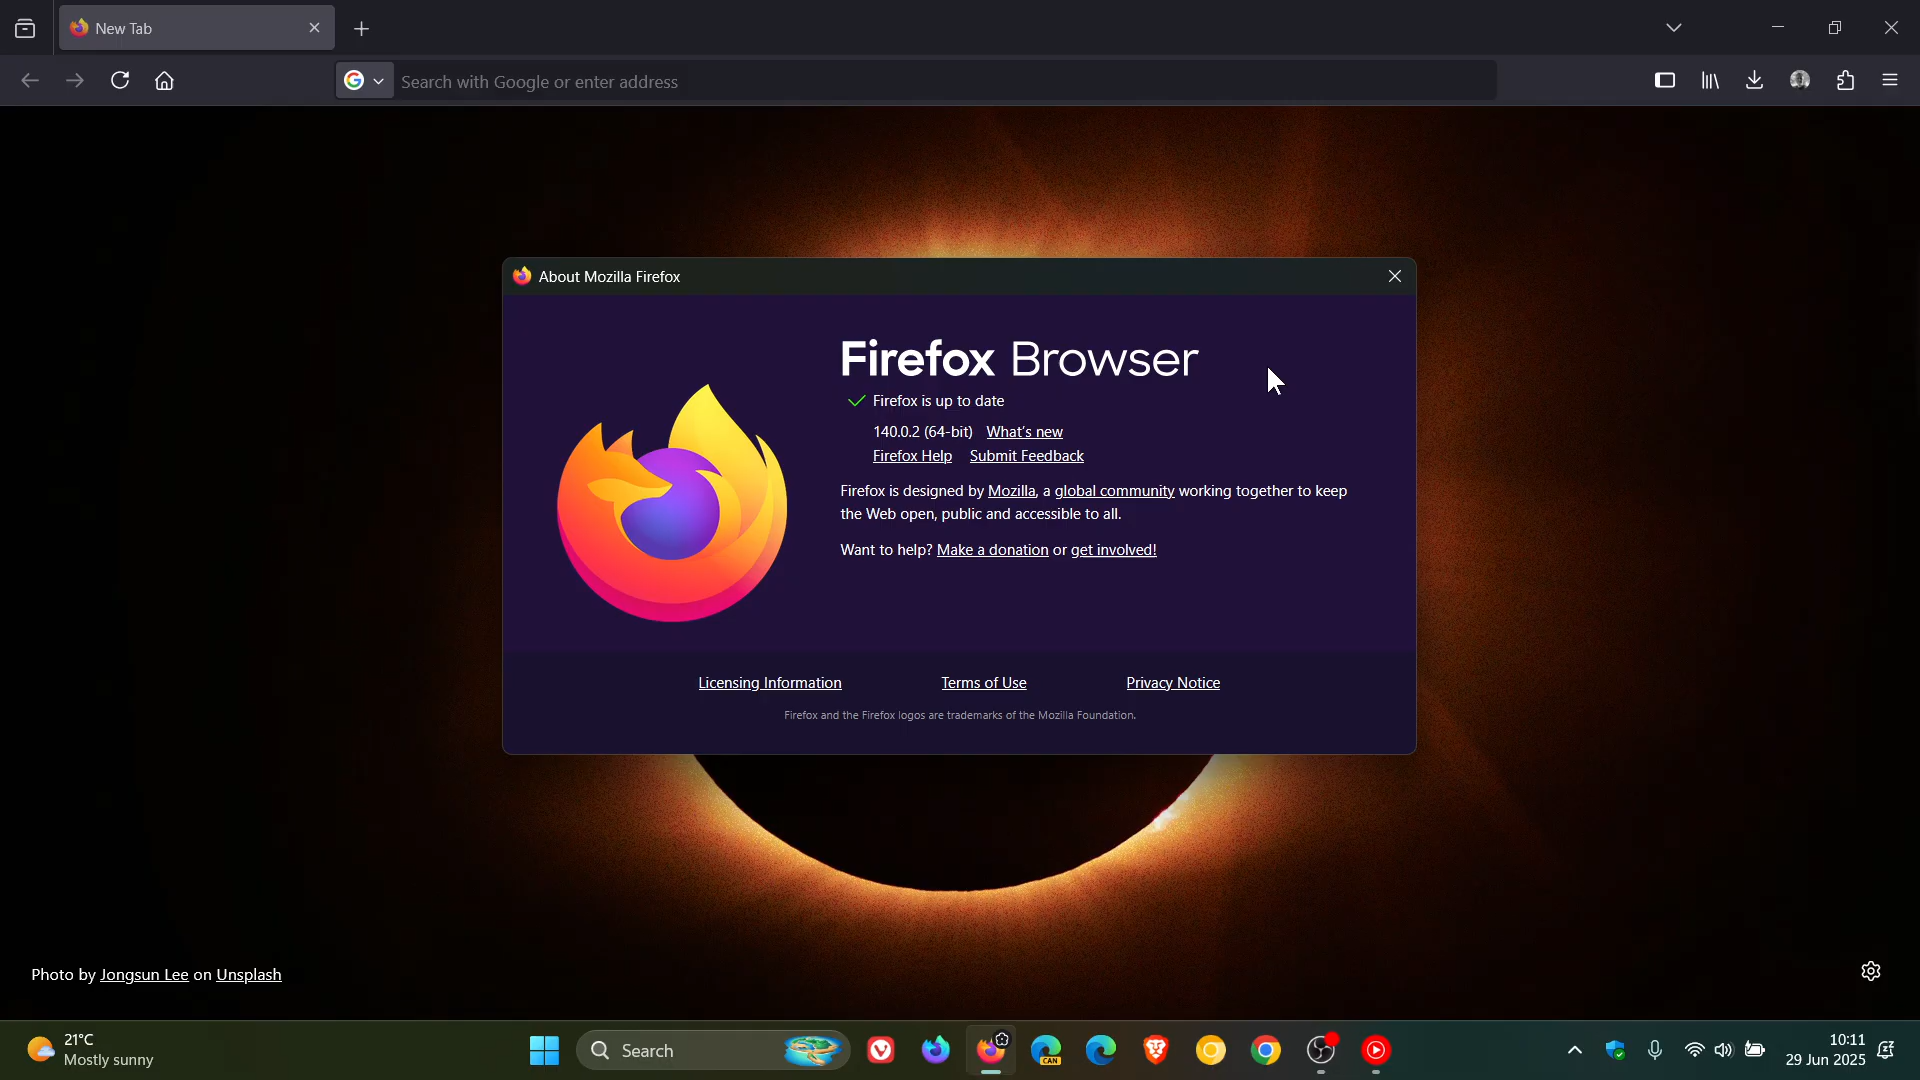 New Tab
Search with Google or enter address
About Mozilla Firefox
Firefox Browser
Firefox is up to date
140.0.2 (64-bit) What's new
Firefox Help Submit Feedback
Firefox is designed by Mozilla, a global community working together to keep
the Web open, public and accessible to all.
Want to help? Make a donation or get involved!
Licensing Information Terms of Use Privacy Notice
Firefox and the Firefox logos are trademarks of the Mozilla Foundation.
Photo by Jongsun Lee on Unsplash
21°C
Mostly sunny
Search
CAN
10:11
29 Jun 2025